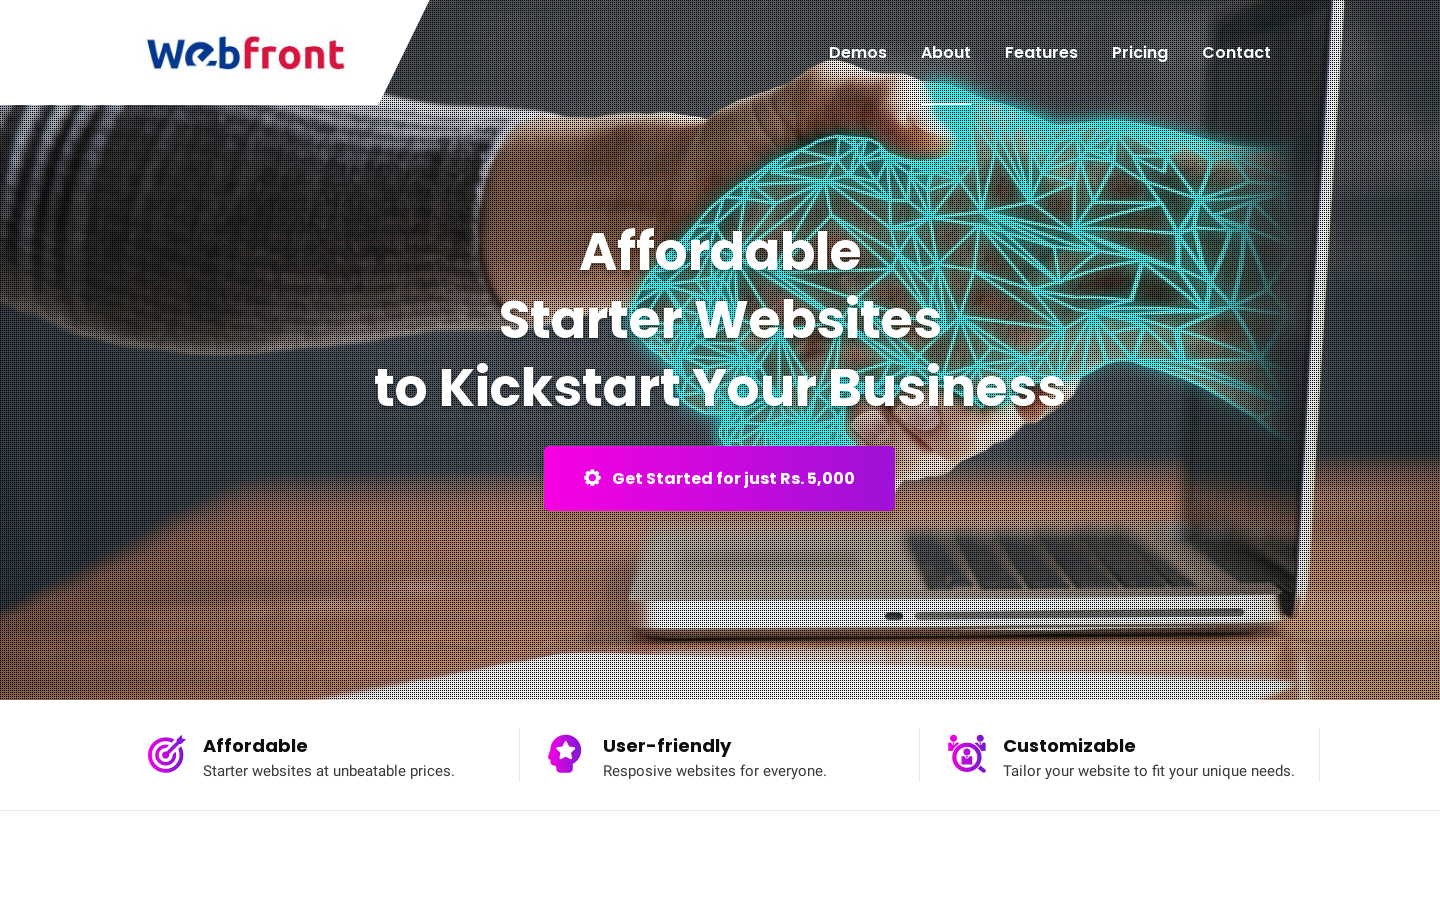 Webfront
Demos About Features Pricing Contact
Affordable
Starter Websites
to Kickstart Your Business
Get Started for just Rs. 5,000
Affordable
Starter websites at unbeatable prices.
User-friendly
Resposive websites for everyone.
Customizable
Tailor your website to fit your unique needs.